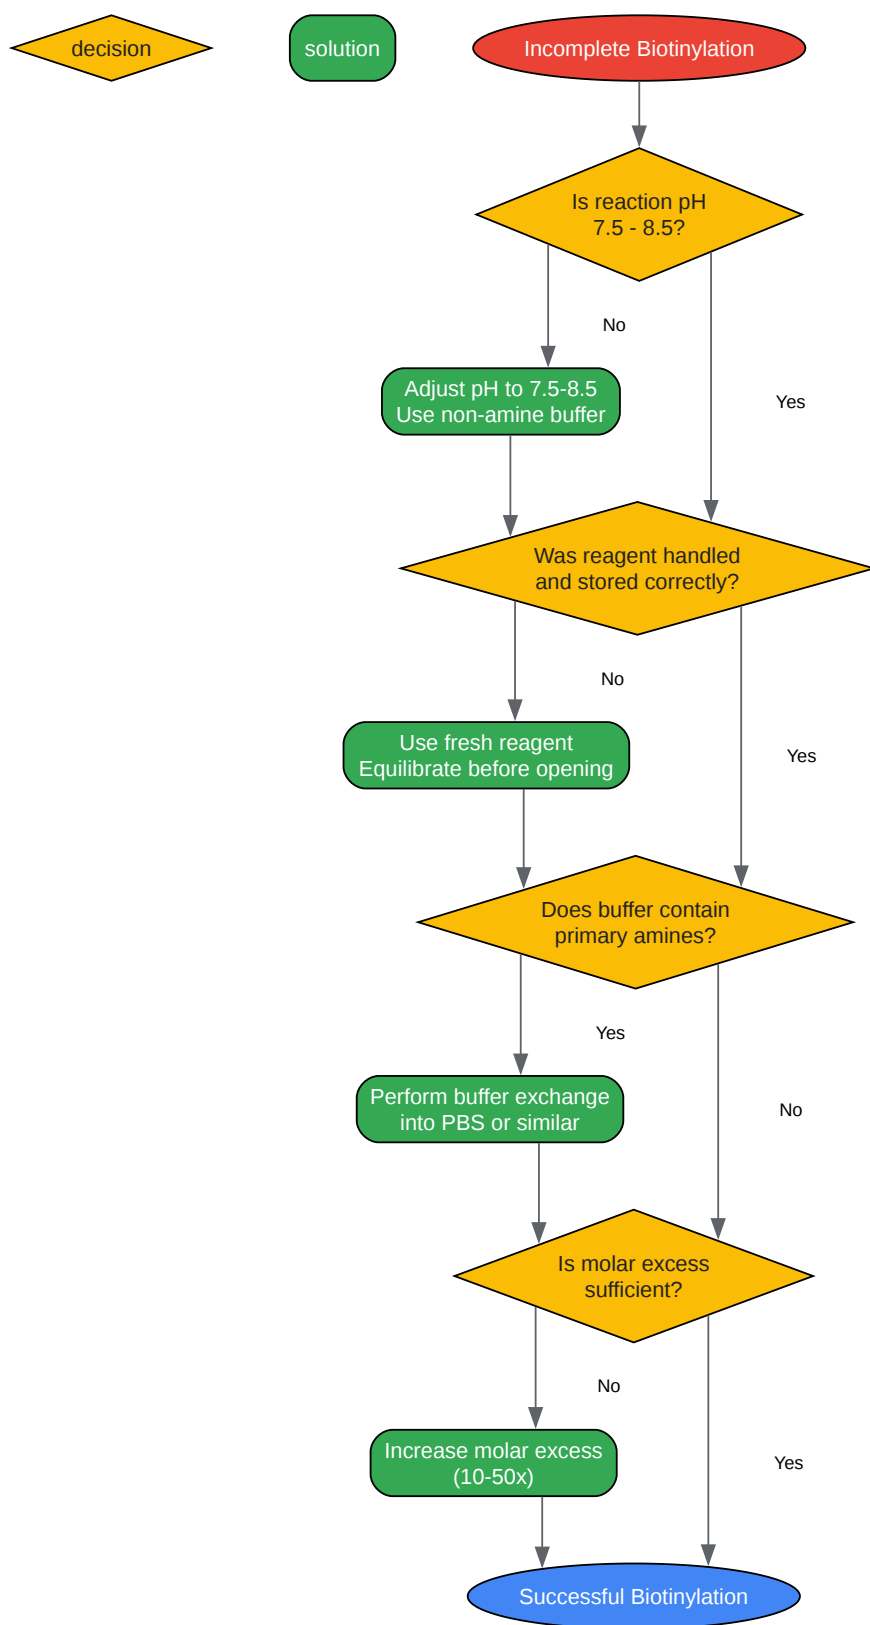 decision
solution
Incomplete Biotinylation
Is reaction pH
7.5 - 8.5?
No
Adjust pH to 7.5-8.5
Use non-amine buffer
Yes
Was reagent handled
and stored correctly?
No
Use fresh reagent
Equilibrate before opening
Yes
Does buffer contain
primary amines?
Yes
Perform buffer exchange
into PBS or similar
No
Is molar excess
sufficient?
No
Increase molar excess
(10-50x)
Yes
Successful Biotinylation